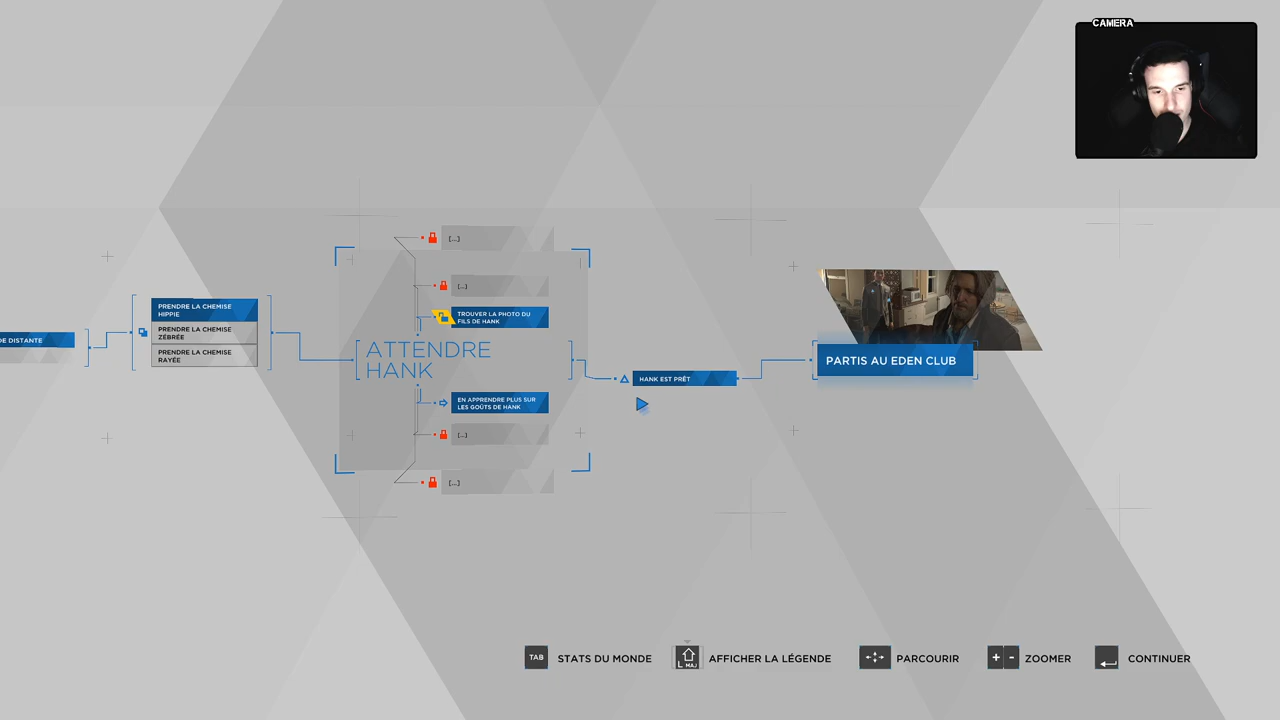 CAMERA
[...]
[...]
TROUVER LA PHOTO DU
FILS DE HANK
PRENDRE LA CHEMISE
HIPPIE
PRENDRE LA CHEMISE
ZÉBRÉE
PRENDRE LA CHEMISE
RAYÉE
DE DISTANTE
ATTENDRE
HANK
HANK EST PRÊT
PARTIS AU EDEN CLUB
EN APPRENDRE PLUS SUR
LES GOÛTS DE HANK
[...]
[...]
TAB STATS DU MONDE
L MAJ AFFICHER LA LÉGENDE
PARCOURIR
+ - ZOOMER
CONTINUER